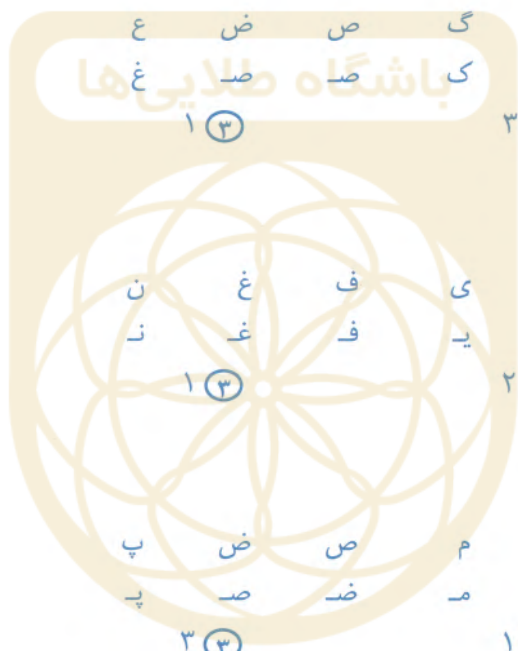 گ ص ض ع
ک صـ صـ غ
۳ ۳ ۱
باشگاه طلایی‌ها
ی ف غ ن
یـ فـ غـ نـ
۲ ۳ ۱
م ص ض پ
مـ ضـ صـ پـ
۱ ۳ ۳